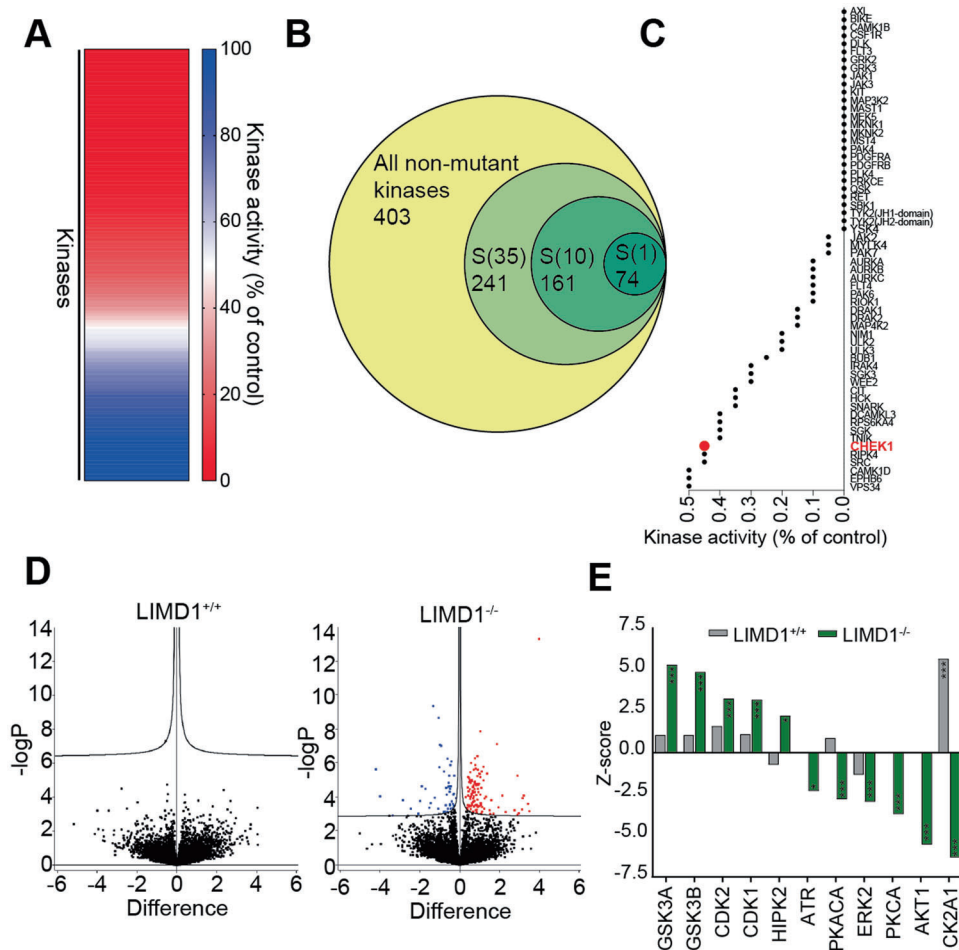 A
Kinases
100
80
60
40
20
0
Kinase activity (% of control)
B
All non-mutant
kinases
403
S(35)
241
S(10)
161
S(1)
74
C
AXL
BIKE
CAMK1B
CSF1R
DLK
FLT3
GRK2
GRK3
JAK1
JAK3
KIT
MAP3K2
MAST1
MEK5
MKNK1
MKNK2
MST4
PAK4
PDGFRA
PDGFRB
PLK4
PRKCE
QSK
RET
SBK1
TYK2(JH1-domain)
TYK2(JH2-domain)
YSK4
JAK2
MYLK4
PAK7
AURKA
AURKB
AURKC
FLT4
PAK6
RIOK1
DRAK1
DRAK2
MAP4K2
NIM1
ULK2
ULK3
BUB1
IRAK4
SGK3
WEE2
CIT
HCK
SNARK
DCAMKL3
RPS6KA4
SGK
TNIK
CHEK1
RIPK4
SRC
CAMK1D
EPHB6
VPS34
0.5 0.4 0.3 0.2 0.1 0.0
Kinase activity (% of control)
D
LIMD1+/+
-logP
14
12
10
8
6
4
2
0
-6 -4 -2 0 2 4 6
Difference
LIMD1-/-
-logP
14
12
10
8
6
4
2
0
-6 -4 -2 0 2 4 6
Difference
E
LIMD1+/+ LIMD1-/-
Z-score
7.5
5.0
2.5
0.0
-2.5
-5.0
-7.5
*** *** *** *** * * *** *** *** *** *** ***
GSK3A
GSK3B
CDK2
CDK1
HIPK2
ATR
PKACA
ERK2
PKCA
AKT1
CK2A1